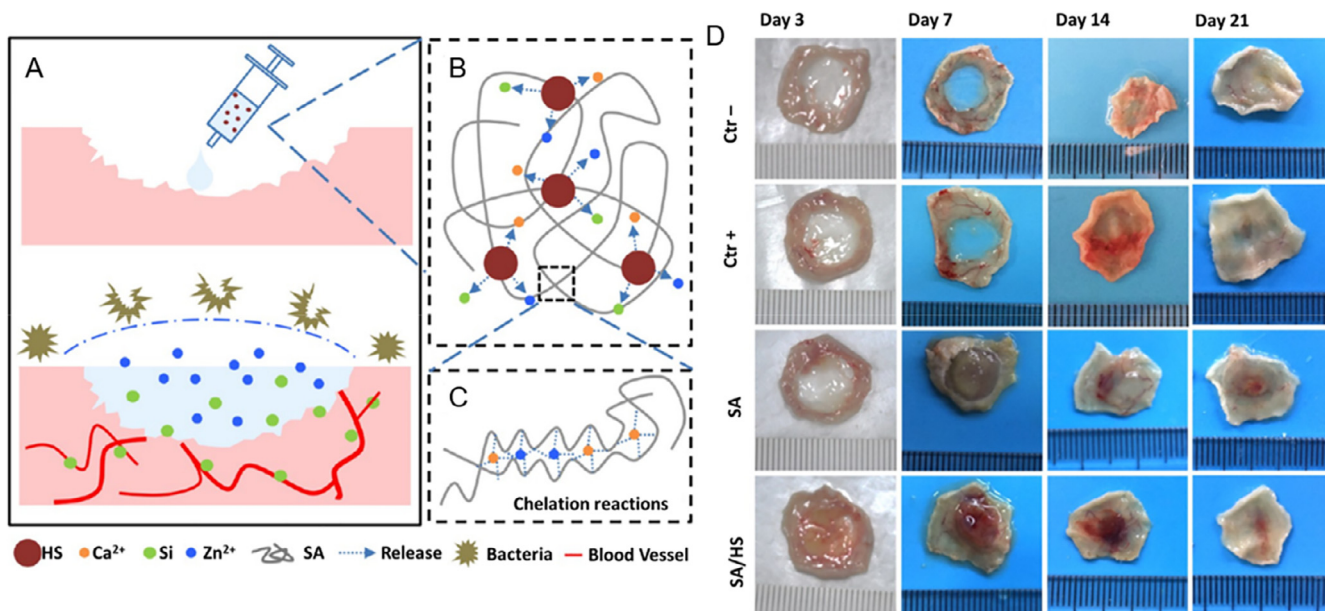 A
B
C
Chelation reactions
HS Ca²⁺ Si Zn²⁺ SA Release Bacteria Blood Vessel
D
Day 3 Day 7 Day 14 Day 21
Ctr −
Ctr +
SA
SA/HS